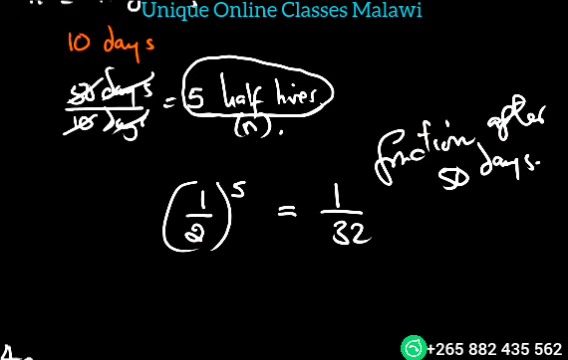 Unique Online Classes Malawi
10 days
50 days
10 days
= 5 half lives
(n).
(1/2)^5 = 1/32
function after
50 days.
+265 882 435 562